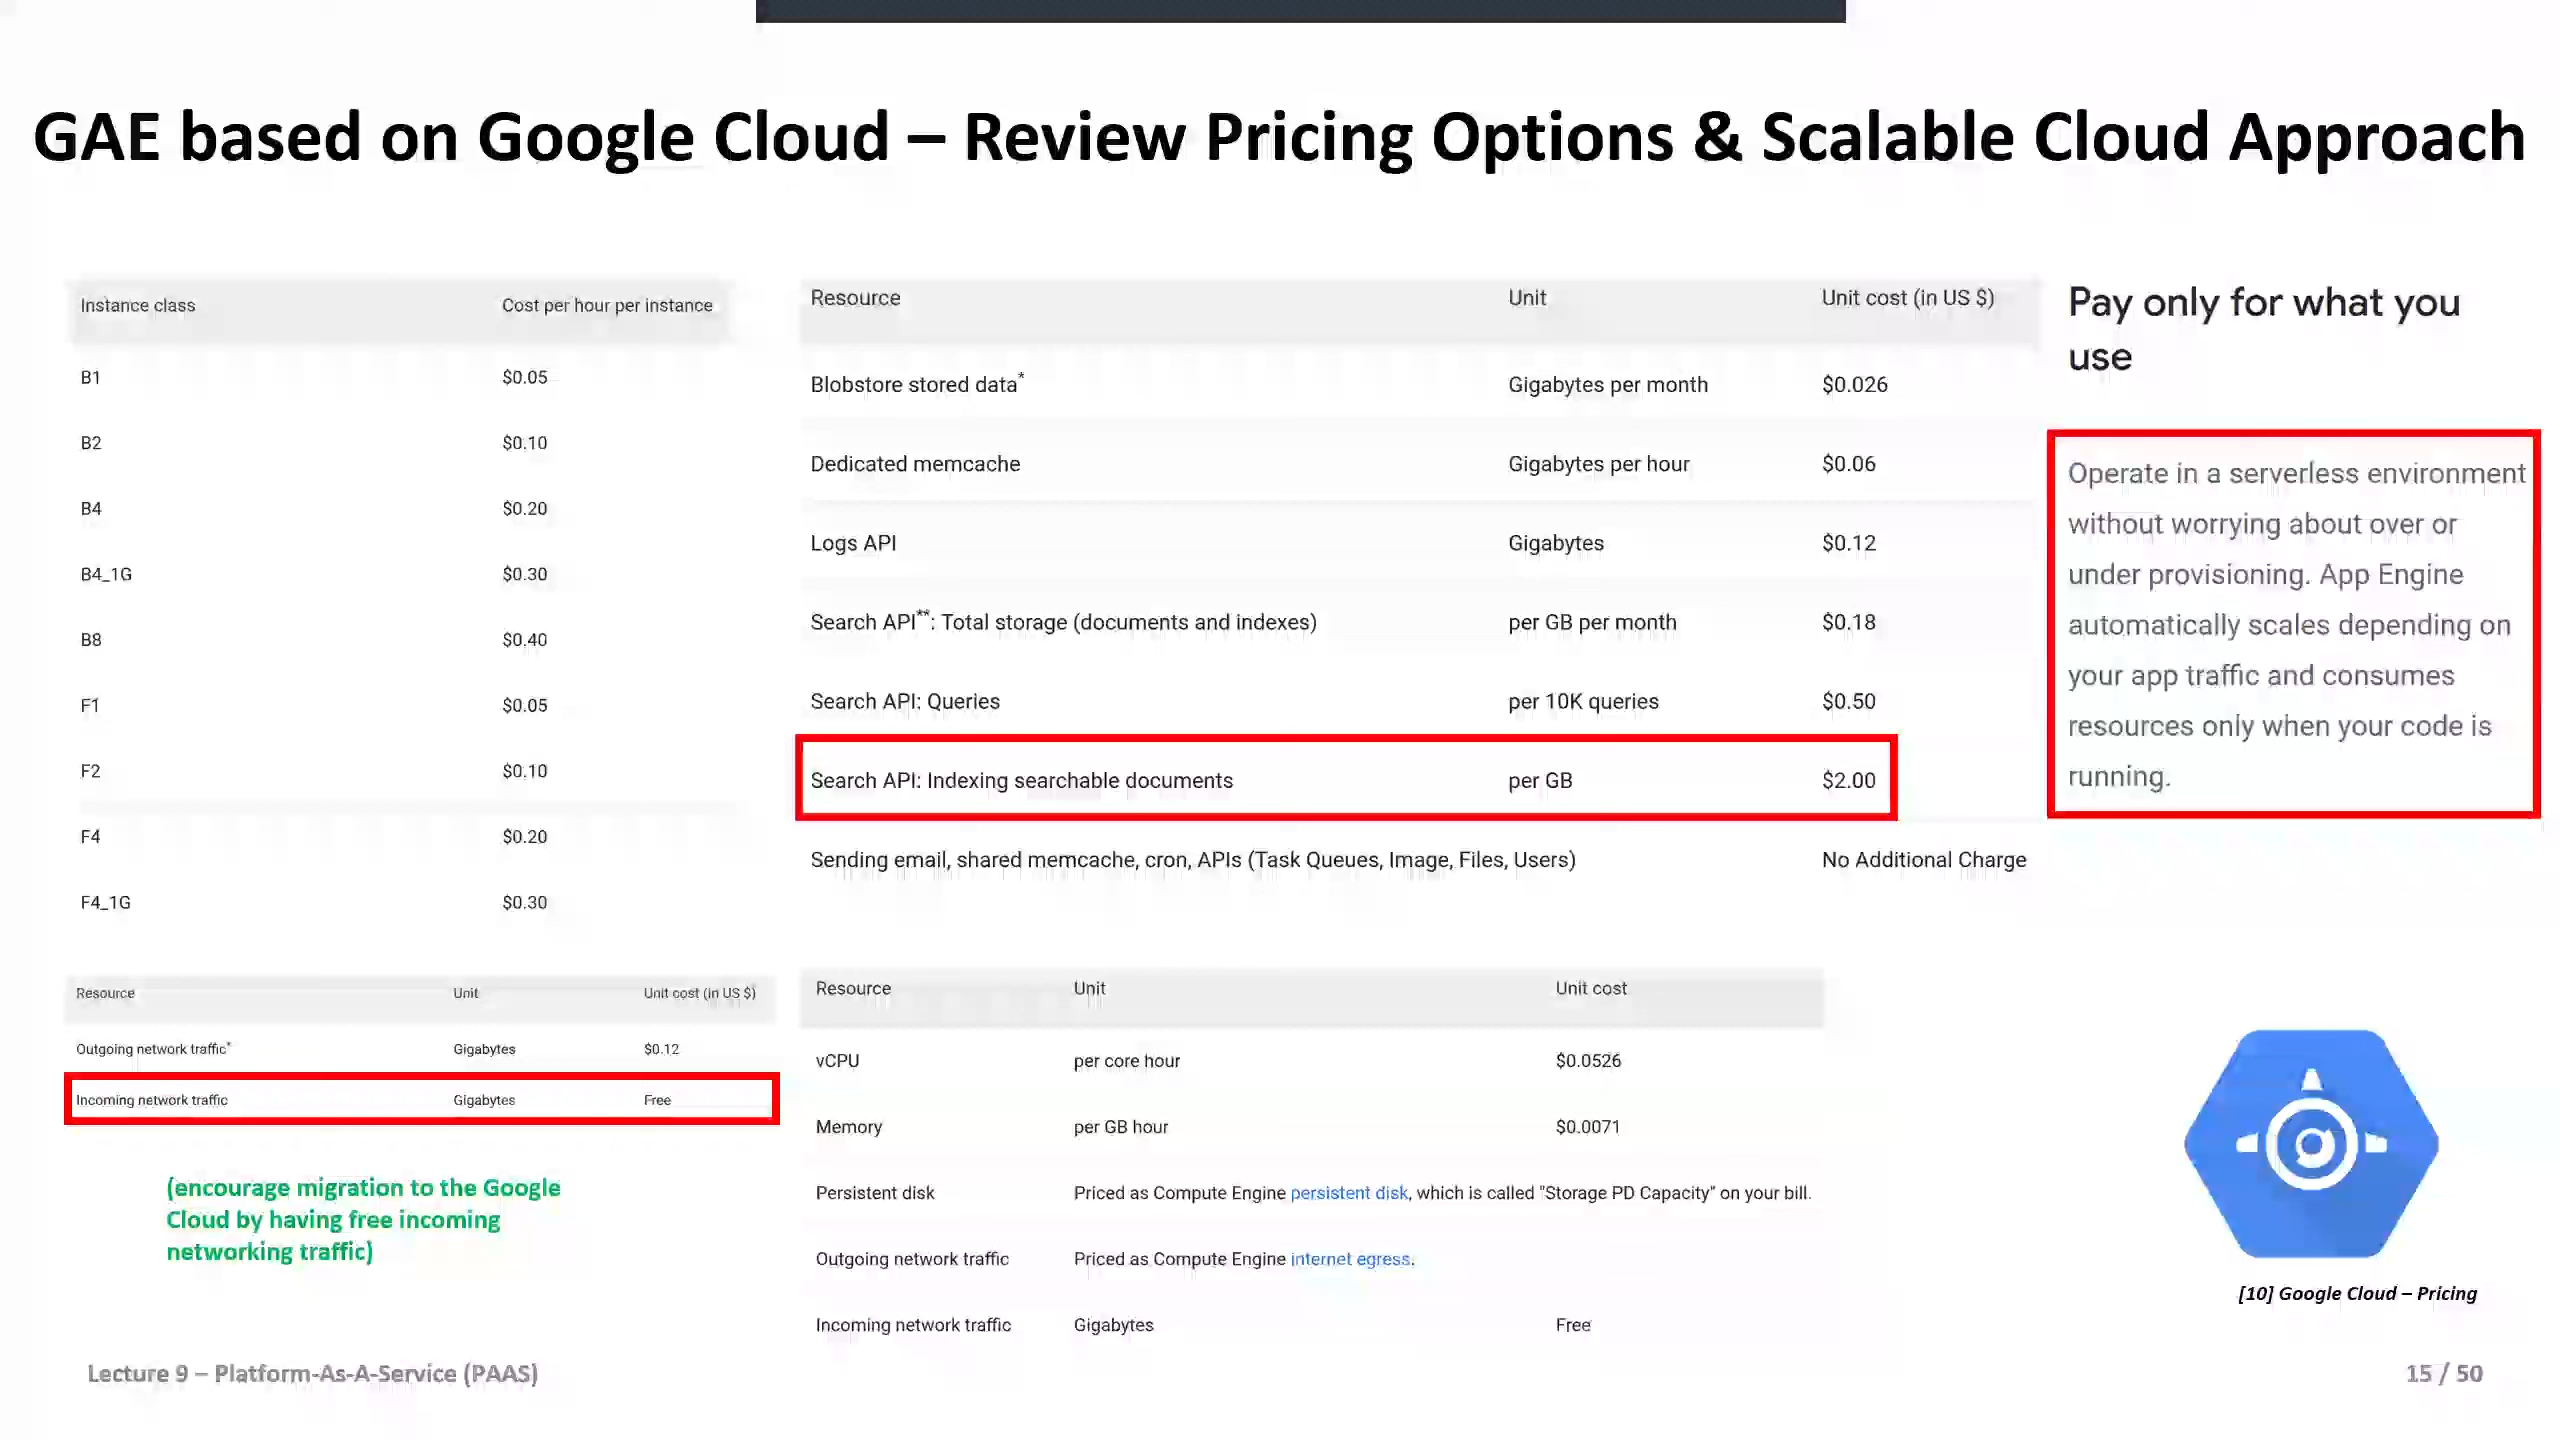 GAE based on Google Cloud – Review Pricing Options & Scalable Cloud Approach
Instance class Cost per hour per instance
B1 $0.05
B2 $0.10
B4 $0.20
B4_1G $0.30
B8 $0.40
F1 $0.05
F2 $0.10
F4 $0.20
F4_1G $0.30
Resource Unit Unit cost (in US $)
Blobstore stored data* Gigabytes per month $0.026
Dedicated memcache Gigabytes per hour $0.06
Logs API Gigabytes $0.12
Search API**: Total storage (documents and indexes) per GB per month $0.18
Search API: Queries per 10K queries $0.50
Search API: Indexing searchable documents per GB $2.00
Sending email, shared memcache, cron, APIs (Task Queues, Image, Files, Users) No Additional Charge
Pay only for what you
use
Operate in a serverless environment
without worrying about over or
under provisioning. App Engine
automatically scales depending on
your app traffic and consumes
resources only when your code is
running.
Resource Unit Unit cost (in US $)
Outgoing network traffic* Gigabytes $0.12
Incoming network traffic Gigabytes Free
(encourage migration to the Google
Cloud by having free incoming
networking traffic)
Resource Unit Unit cost
vCPU per core hour $0.0526
Memory per GB hour $0.0071
Persistent disk Priced as Compute Engine persistent disk, which is called "Storage PD Capacity" on your bill.
Outgoing network traffic Priced as Compute Engine internet egress.
Incoming network traffic Gigabytes Free
[10] Google Cloud – Pricing
Lecture 9 – Platform-As-A-Service (PAAS)
15 / 50